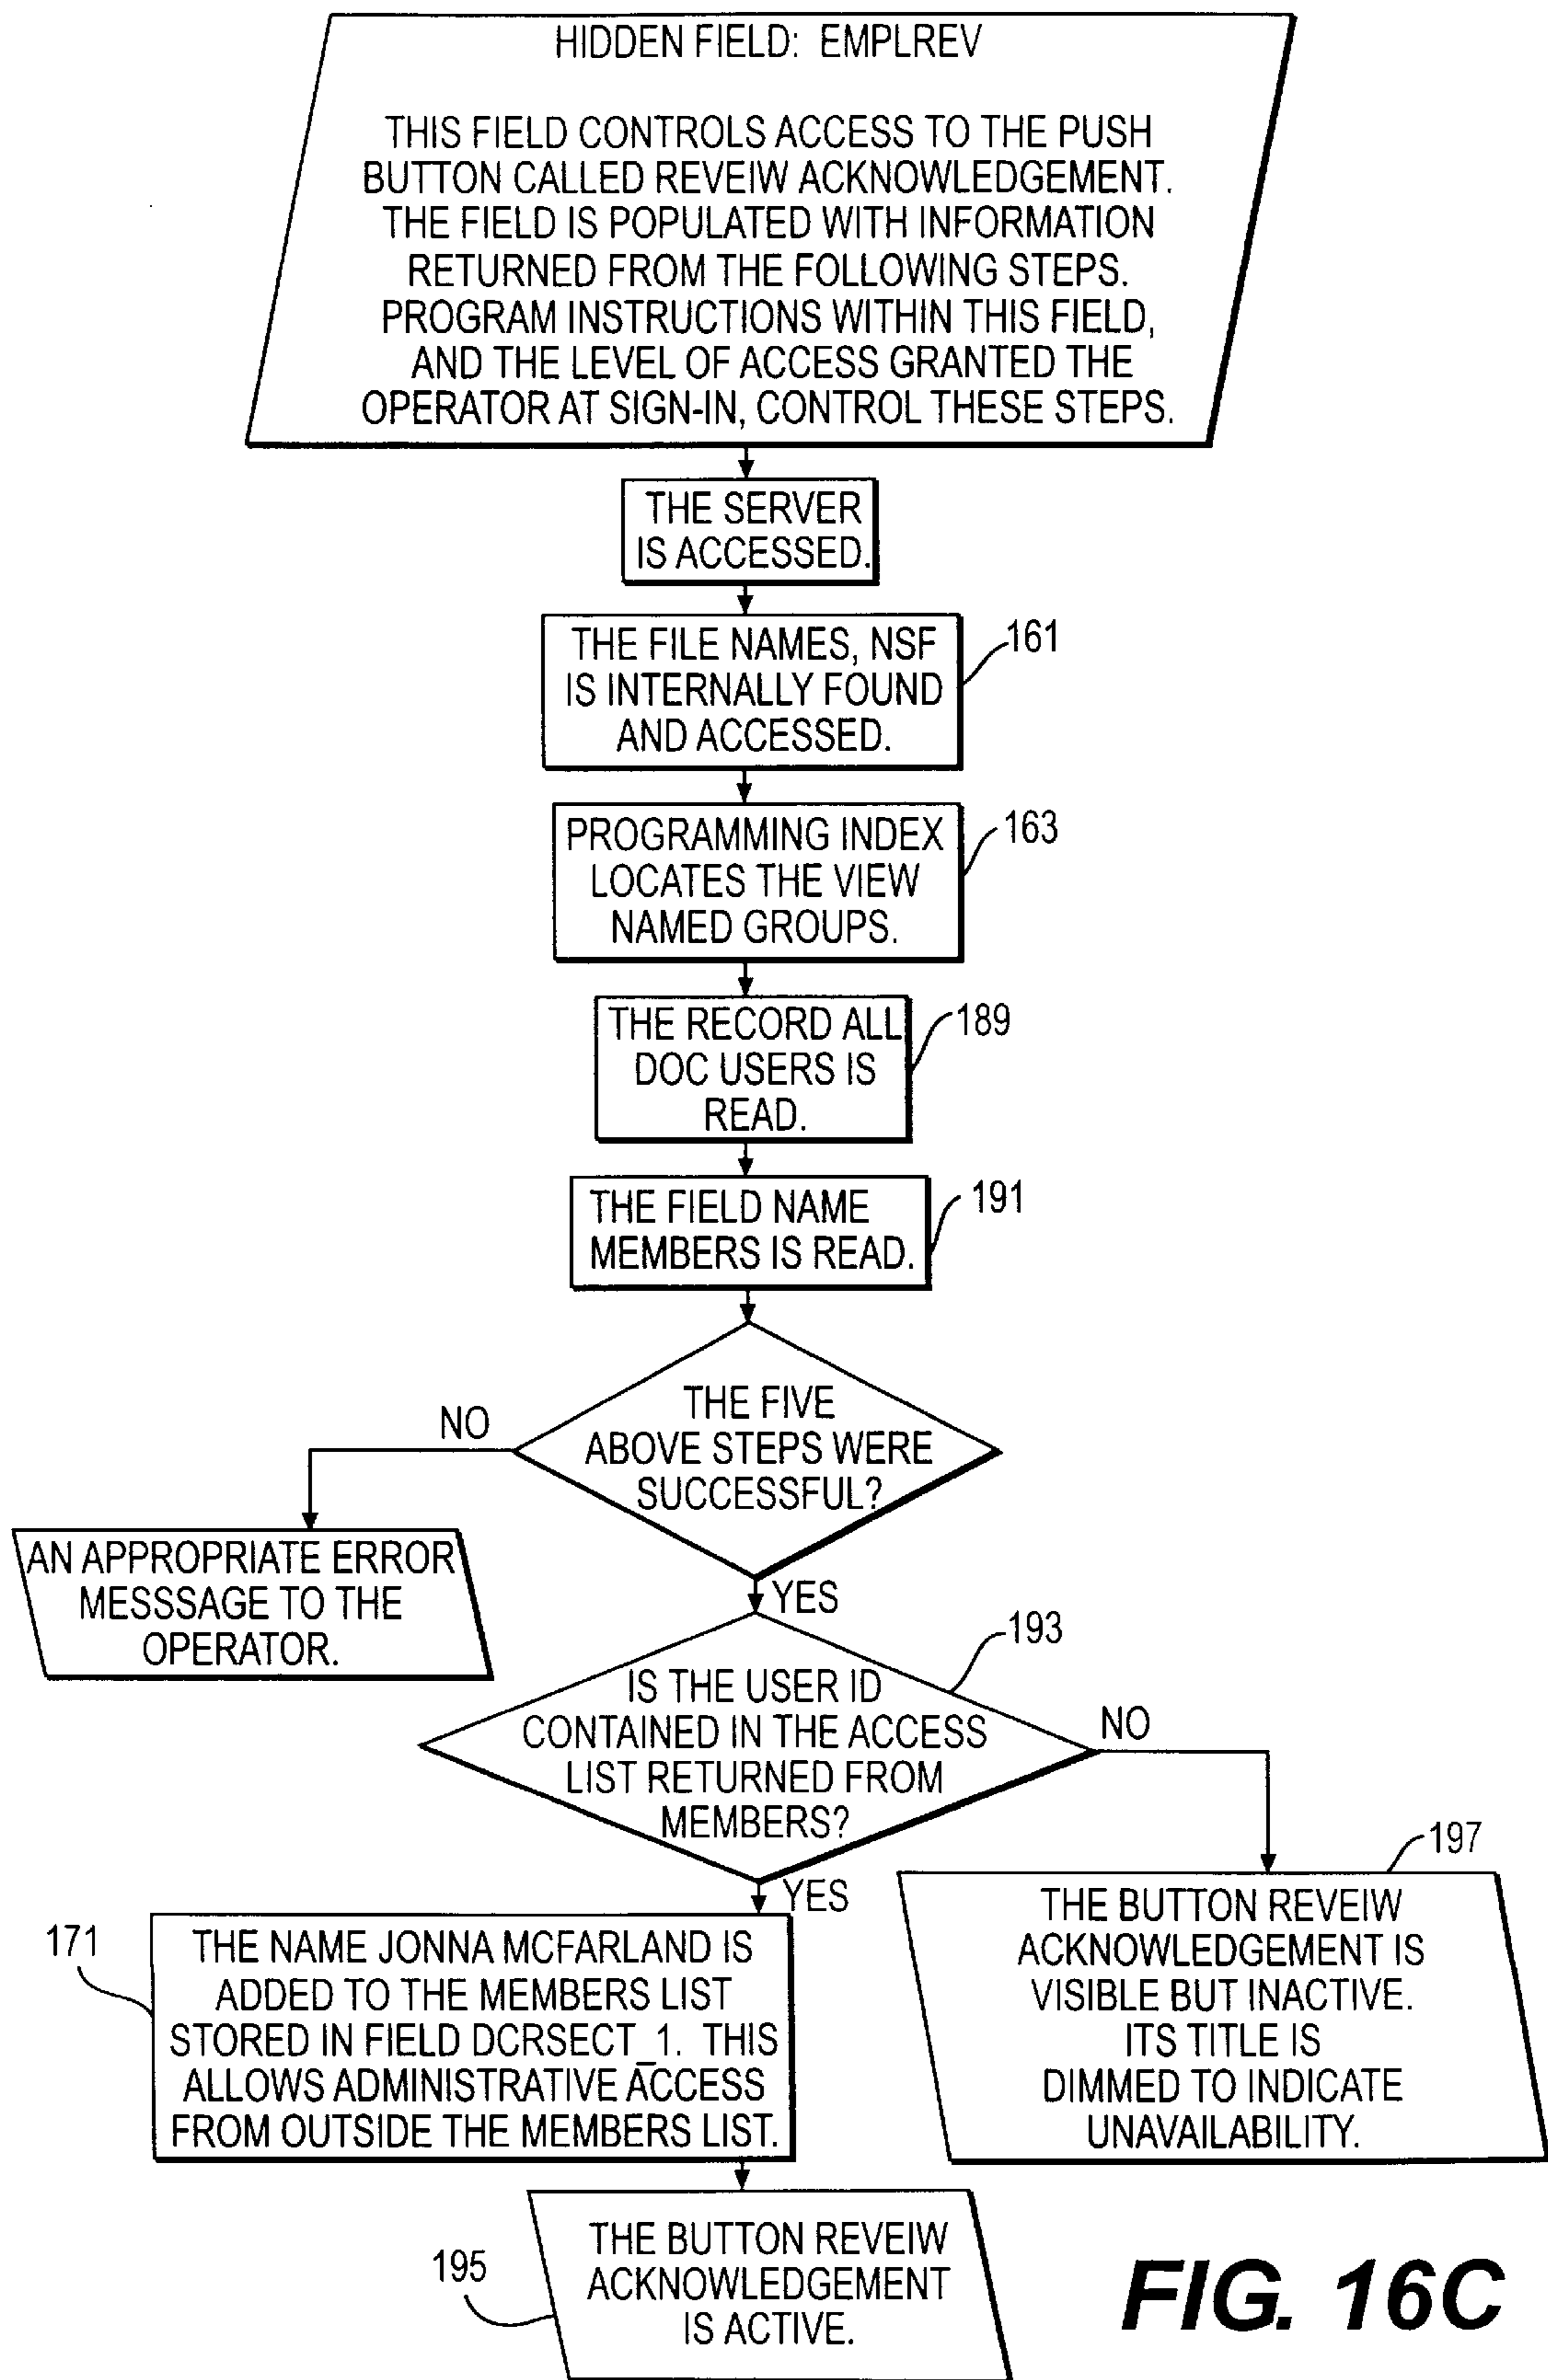 HIDDEN FIELD: EMPLREV
THIS FIELD CONTROLS ACCESS TO THE PUSH
BUTTON CALLED REVEIW ACKNOWLEDGEMENT.
THE FIELD IS POPULATED WITH INFORMATION
RETURNED FROM THE FOLLOWING STEPS.
PROGRAM INSTRUCTIONS WITHIN THIS FIELD,
AND THE LEVEL OF ACCESS GRANTED THE
OPERATOR AT SIGN-IN, CONTROL THESE STEPS.
THE SERVER
IS ACCESSED.
THE FILE NAMES, NSF
IS INTERNALLY FOUND
AND ACCESSED.
161
PROGRAMMING INDEX
LOCATES THE VIEW
NAMED GROUPS.
163
THE RECORD ALL
DOC USERS IS
READ.
189
THE FIELD NAME
MEMBERS IS READ.
191
THE FIVE
ABOVE STEPS WERE
SUCCESSFUL?
NO
AN APPROPRIATE ERROR
MESSSAGE TO THE
OPERATOR.
YES
193
IS THE USER ID
CONTAINED IN THE ACCESS
LIST RETURNED FROM
MEMBERS?
NO
197
THE BUTTON REVEIW
ACKNOWLEDGEMENT IS
VISIBLE BUT INACTIVE.
ITS TITLE IS
DIMMED TO INDICATE
UNAVAILABILITY.
YES
171
THE NAME JONNA MCFARLAND IS
ADDED TO THE MEMBERS LIST
STORED IN FIELD DCRSECT_1. THIS
ALLOWS ADMINISTRATIVE ACCESS
FROM OUTSIDE THE MEMBERS LIST.
195
THE BUTTON REVEIW
ACKNOWLEDGEMENT
IS ACTIVE.
FIG. 16C